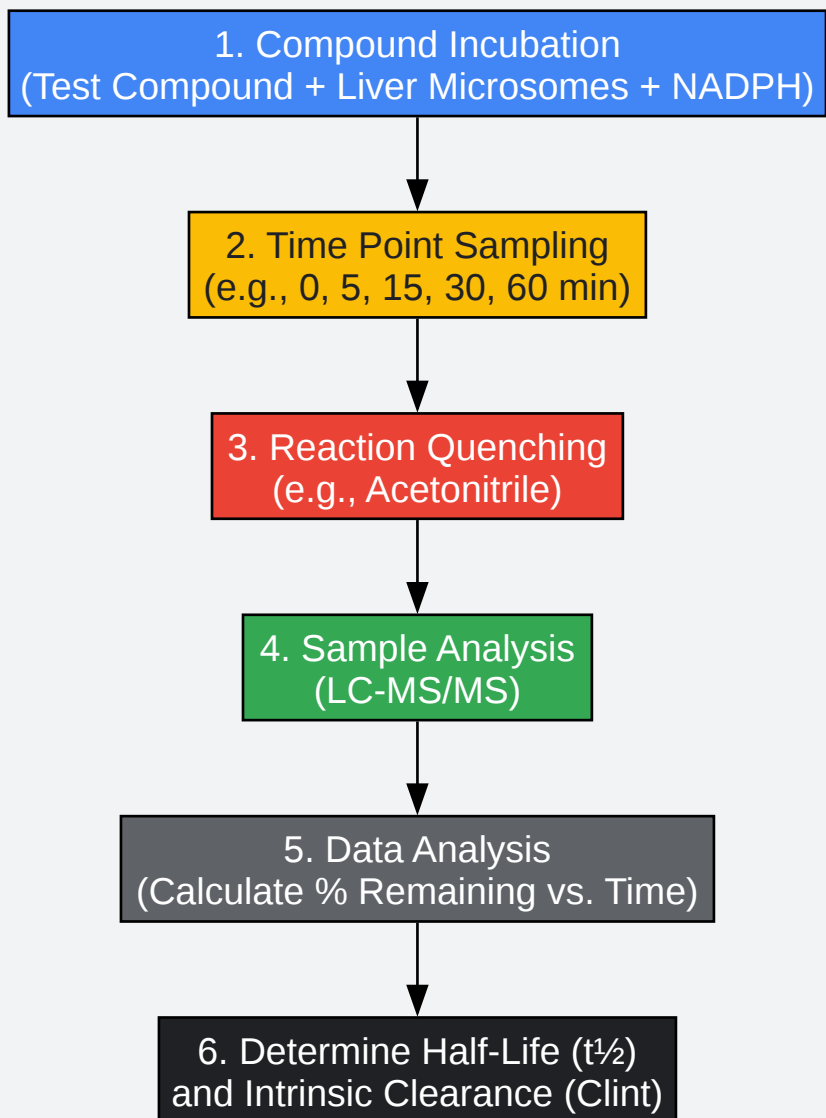 1. Compound Incubation
(Test Compound + Liver Microsomes + NADPH)
2. Time Point Sampling
(e.g., 0, 5, 15, 30, 60 min)
3. Reaction Quenching
(e.g., Acetonitrile)
4. Sample Analysis
(LC-MS/MS)
5. Data Analysis
(Calculate % Remaining vs. Time)
6. Determine Half-Life (t½)
and Intrinsic Clearance (Clint)